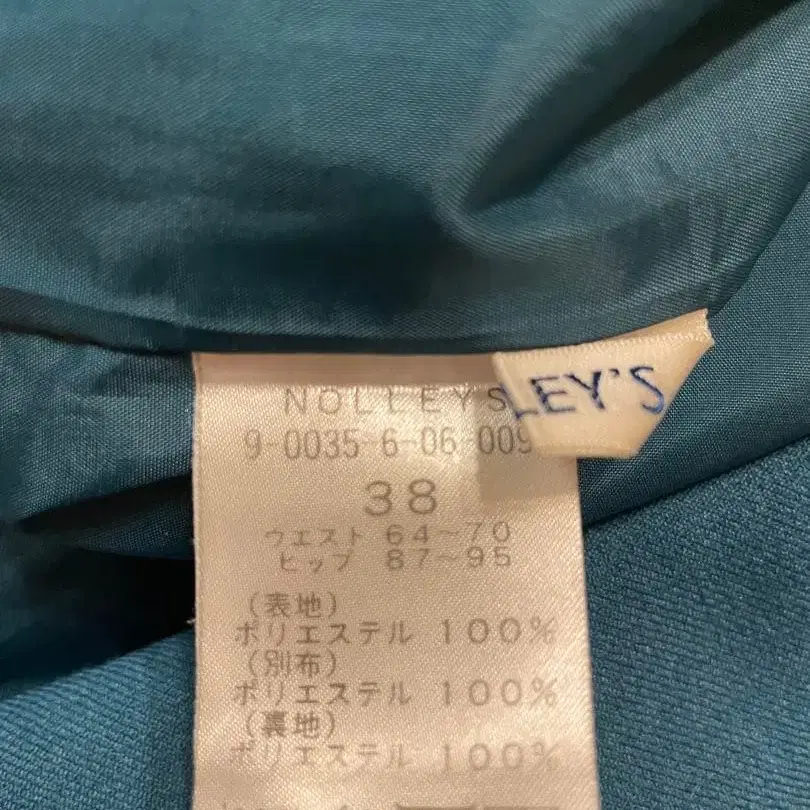 NOLLEYS
LEY'S
9-0035-6-06-009
38
ウエスト 64~70
ヒップ 87~95
(表地)
ポリエステル 100%
(別布)
ポリエステル 100%
(裏地)
ポリエステル 100%